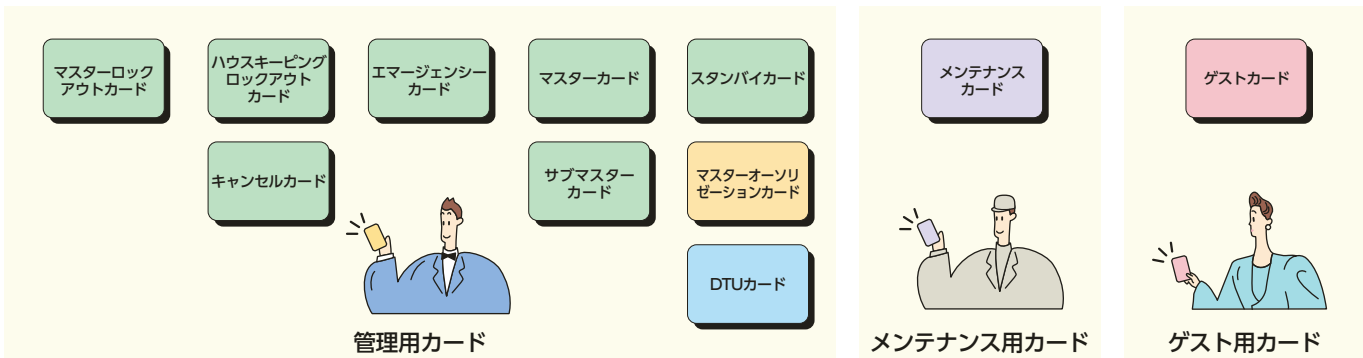 マスターロック
アウトカード
ハウスキーピング
ロックアウト
カード
エマージェンシー
カード
マスターカード
スタンバイカード
キャンセルカード
サブマスター
カード
マスターオーソリ
ゼーションカード
DTUカード
管理用カード
メンテナンス
カード
メンテナンス用カード
ゲストカード
ゲスト用カード